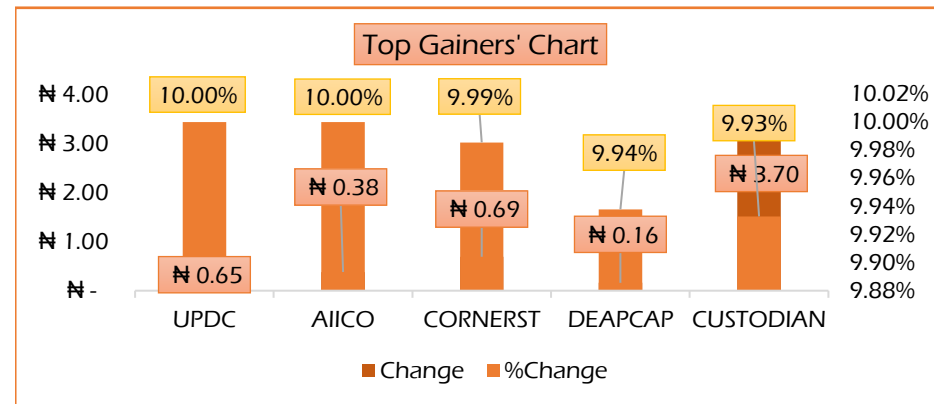 Top Gainers' Chart
₦ 4.00
₦ 3.00
₦ 2.00
₦ 1.00
₦ -
10.00%
10.00%
9.99%
9.94%
9.93%
₦ 0.65
₦ 0.38
₦ 0.69
₦ 0.16
₦ 3.70
10.02%
10.00%
9.98%
9.96%
9.94%
9.92%
9.90%
9.88%
UPDC
AIICO
CORNERST
DEAPCAP
CUSTODIAN
Change
%Change